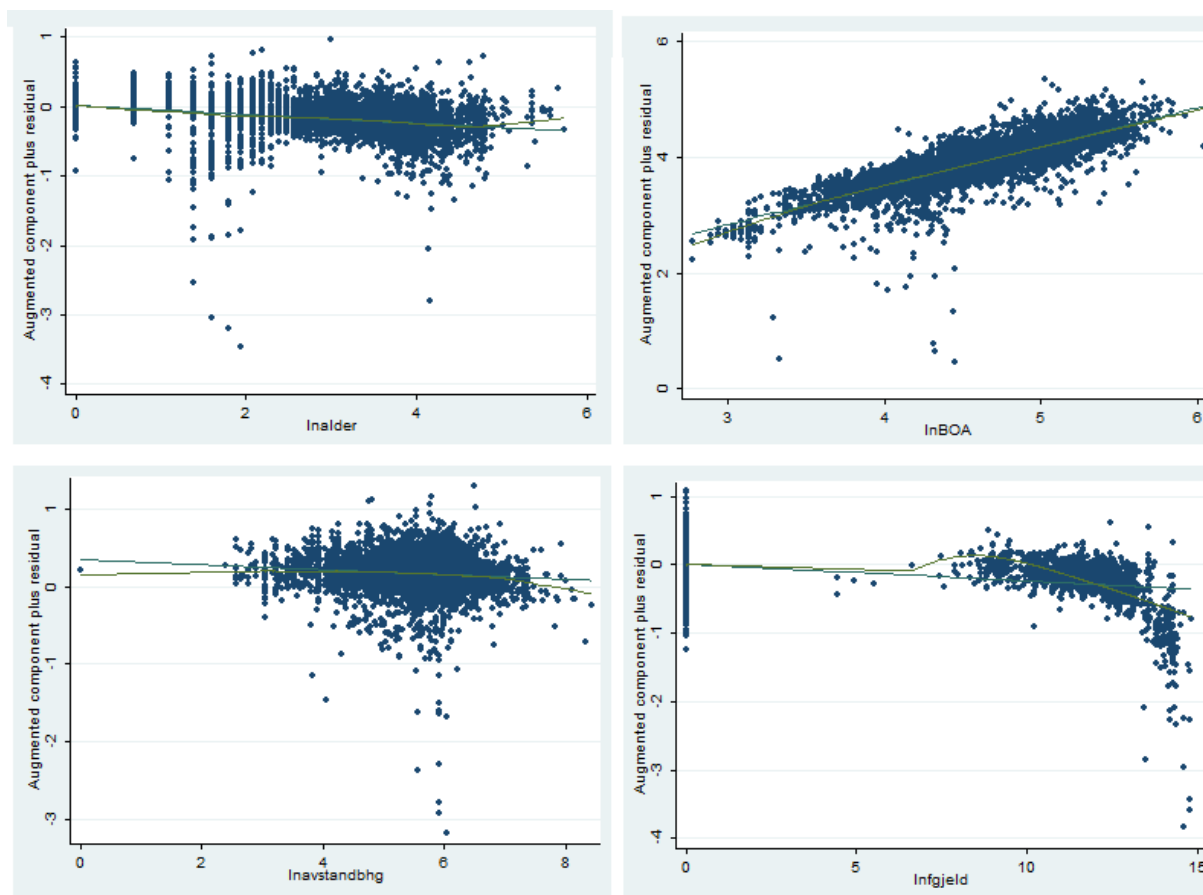 Augmented component plus residual
1
0
-1
-2
-3
-4
0 2 4 6
lnalder
Augmented component plus residual
6
4
2
0
3 4 5 6
lnBOA
Augmented component plus residual
1
0
-1
-3
0 2 4 6 8
lnavstandbhg
Augmented component plus residual
1
0
-1
-2
-3
-4
0 5 10 15
lnfgjeld